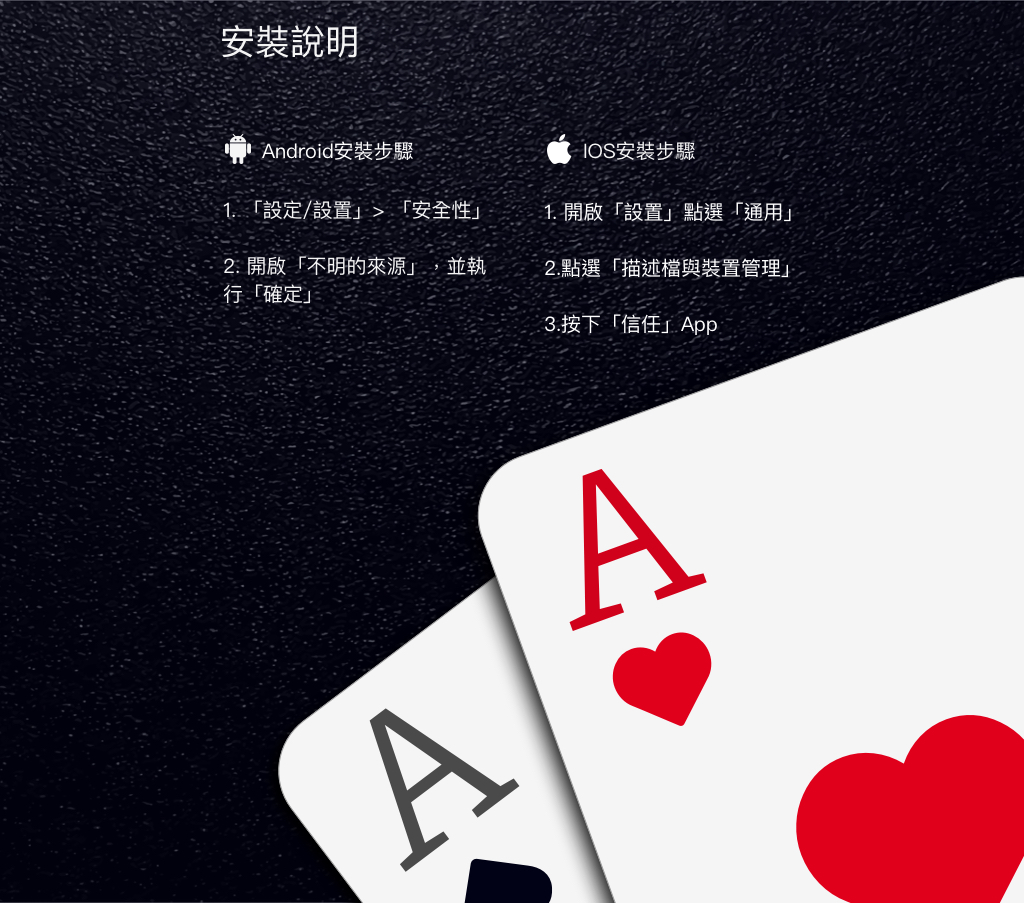 安裝說明
Android安裝步驟
1. 「設定/設置」> 「安全性」
2. 開啟「不明的來源」，並執
行「確定」
IOS安裝步驟
1. 開啟「設置」點選「通用」
2.點選「描述檔與裝置管理」
3.按下「信任」App
A
A